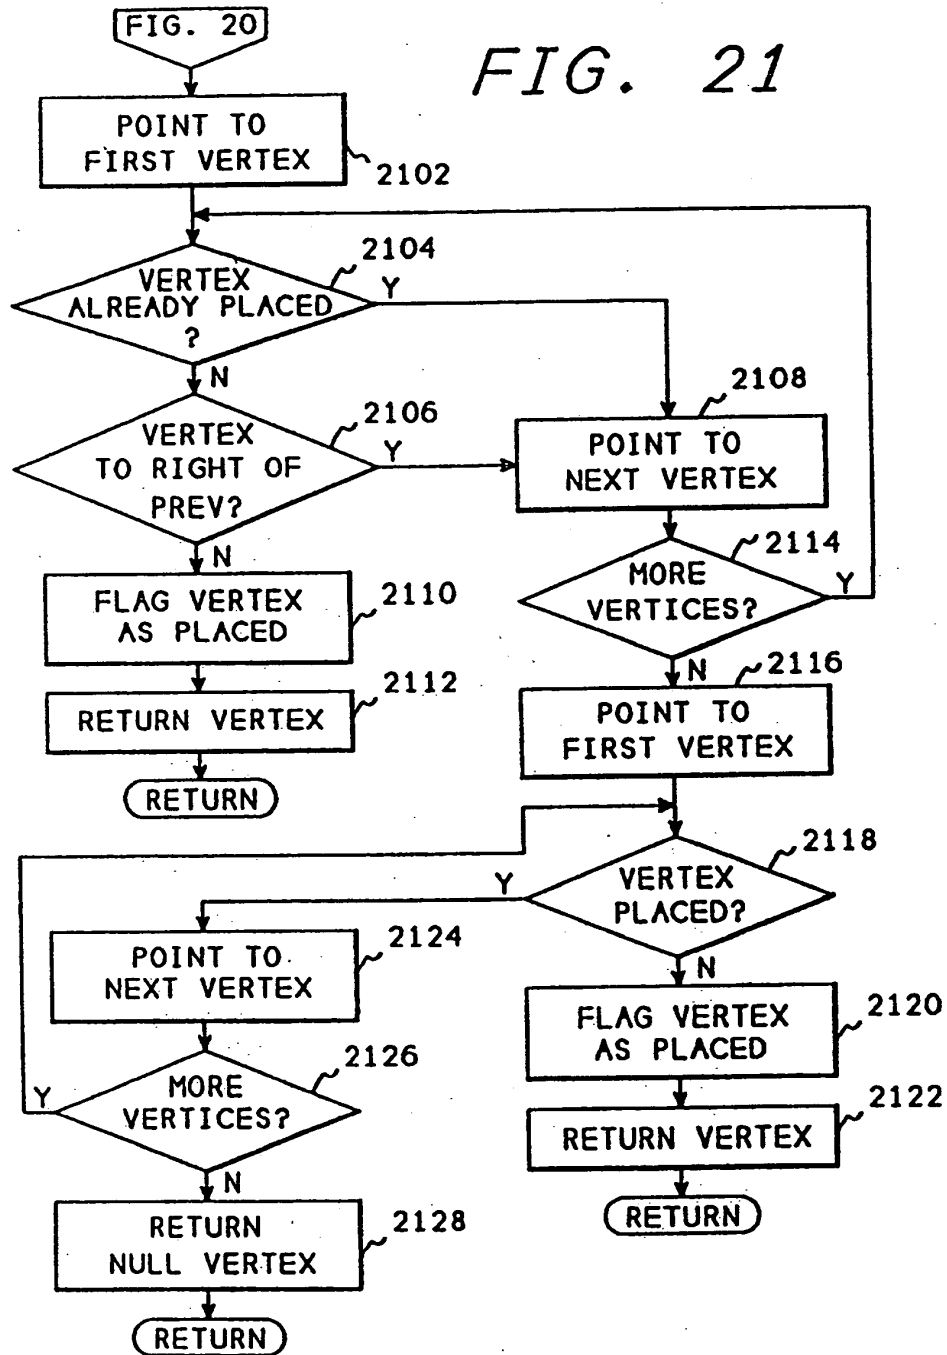 FIG. 20
FIG. 21
POINT TO
FIRST VERTEX
2102
2104
VERTEX
ALREADY PLACED
?
Y
N
2106
VERTEX
TO RIGHT OF
PREV?
Y
N
2108
POINT TO
NEXT VERTEX
2110
FLAG VERTEX
AS PLACED
2112
RETURN VERTEX
RETURN
2114
MORE
VERTICES?
Y
N
2116
POINT TO
FIRST VERTEX
2118
VERTEX
PLACED?
Y
N
2124
POINT TO
NEXT VERTEX
2120
FLAG VERTEX
AS PLACED
2126
MORE
VERTICES?
Y
N
2122
RETURN VERTEX
RETURN
2128
RETURN
NULL VERTEX
RETURN